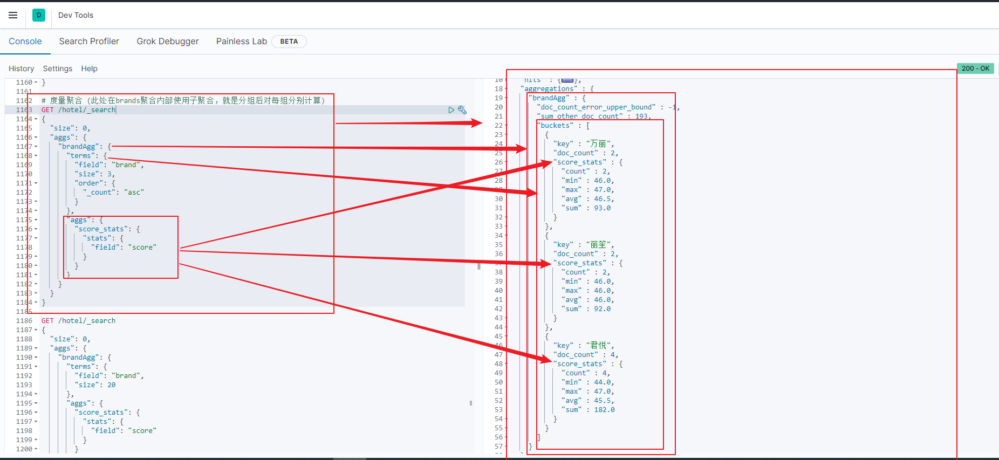 D Dev Tools
Console Search Profiler Grok Debugger Painless Lab BETA
History Settings Help
200 - OK
1160 }
1161
1162 # 度量聚合 (此处在brands聚合内部使用子聚合，就是分组后对每组分别计算)
1163 GET /hotel/_search
1164 {
1165 "size": 0,
1166 "aggs": {
1167 "brandAgg": {
1168 "terms": {
1169 "field": "brand",
1170 "size": 3,
1171 "order": {
1172 "_count": "asc"
1173 }
1174 },
1175 "aggs": {
1176 "score_stats": {
1177 "stats": {
1178 "field": "score"
1179 }
1180 }
1181 }
1182 }
1183 }
1184 }
1185
1186 GET /hotel/_search
1187 {
1188 "size": 0,
1189 "aggs": {
1190 "brandAgg": {
1191 "terms": {
1192 "field": "brand",
1193 "size": 20
1194 },
1195 "aggs": {
1196 "score_stats": {
1197 "stats": {
1198 "field": "score"
1199 }
1200 }
"hits" : {
},
18 "aggregations" : {
19 "brandAgg" : {
20 "doc_count_error_upper_bound" : -1,
21 "sum_other_doc_count" : 193,
22 "buckets" : [
23 {
24 "key" : "万丽",
25 "doc_count" : 2,
26 "score_stats" : {
27 "count" : 2,
28 "min" : 46.0,
29 "max" : 47.0,
30 "avg" : 46.5,
31 "sum" : 93.0
32 }
33 },
34 {
35 "key" : "丽笙",
36 "doc_count" : 2,
37 "score_stats" : {
38 "count" : 2,
39 "min" : 46.0,
40 "max" : 46.0,
41 "avg" : 46.0,
42 "sum" : 92.0
43 }
44 },
45 {
46 "key" : "君悦",
47 "doc_count" : 4,
48 "score_stats" : {
49 "count" : 4,
50 "min" : 44.0,
51 "max" : 47.0,
52 "avg" : 45.5,
53 "sum" : 182.0
54 }
55 }
56 ]
57 }